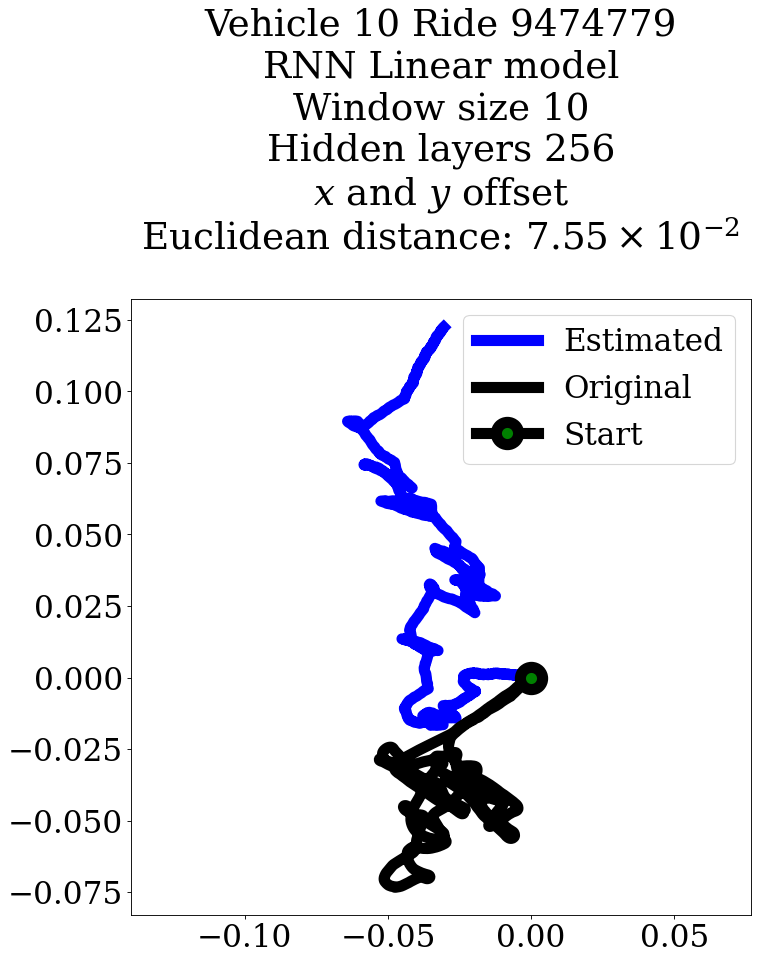 Vehicle 10 Ride 9474779
RNN Linear model
Window size 10
Hidden layers 256
x and y offset
Euclidean distance: 7.55 × 10⁻²
Estimated
Original
Start
0.125
0.100
0.075
0.050
0.025
0.000
−0.025
−0.050
−0.075
−0.10
−0.05
0.00
0.05